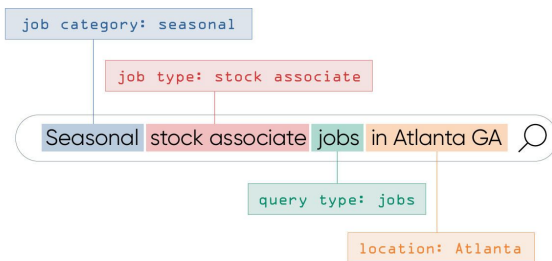 job category: seasonal
job type: stock associate
Seasonal stock associate jobs in Atlanta GA
query type: jobs
location: Atlanta